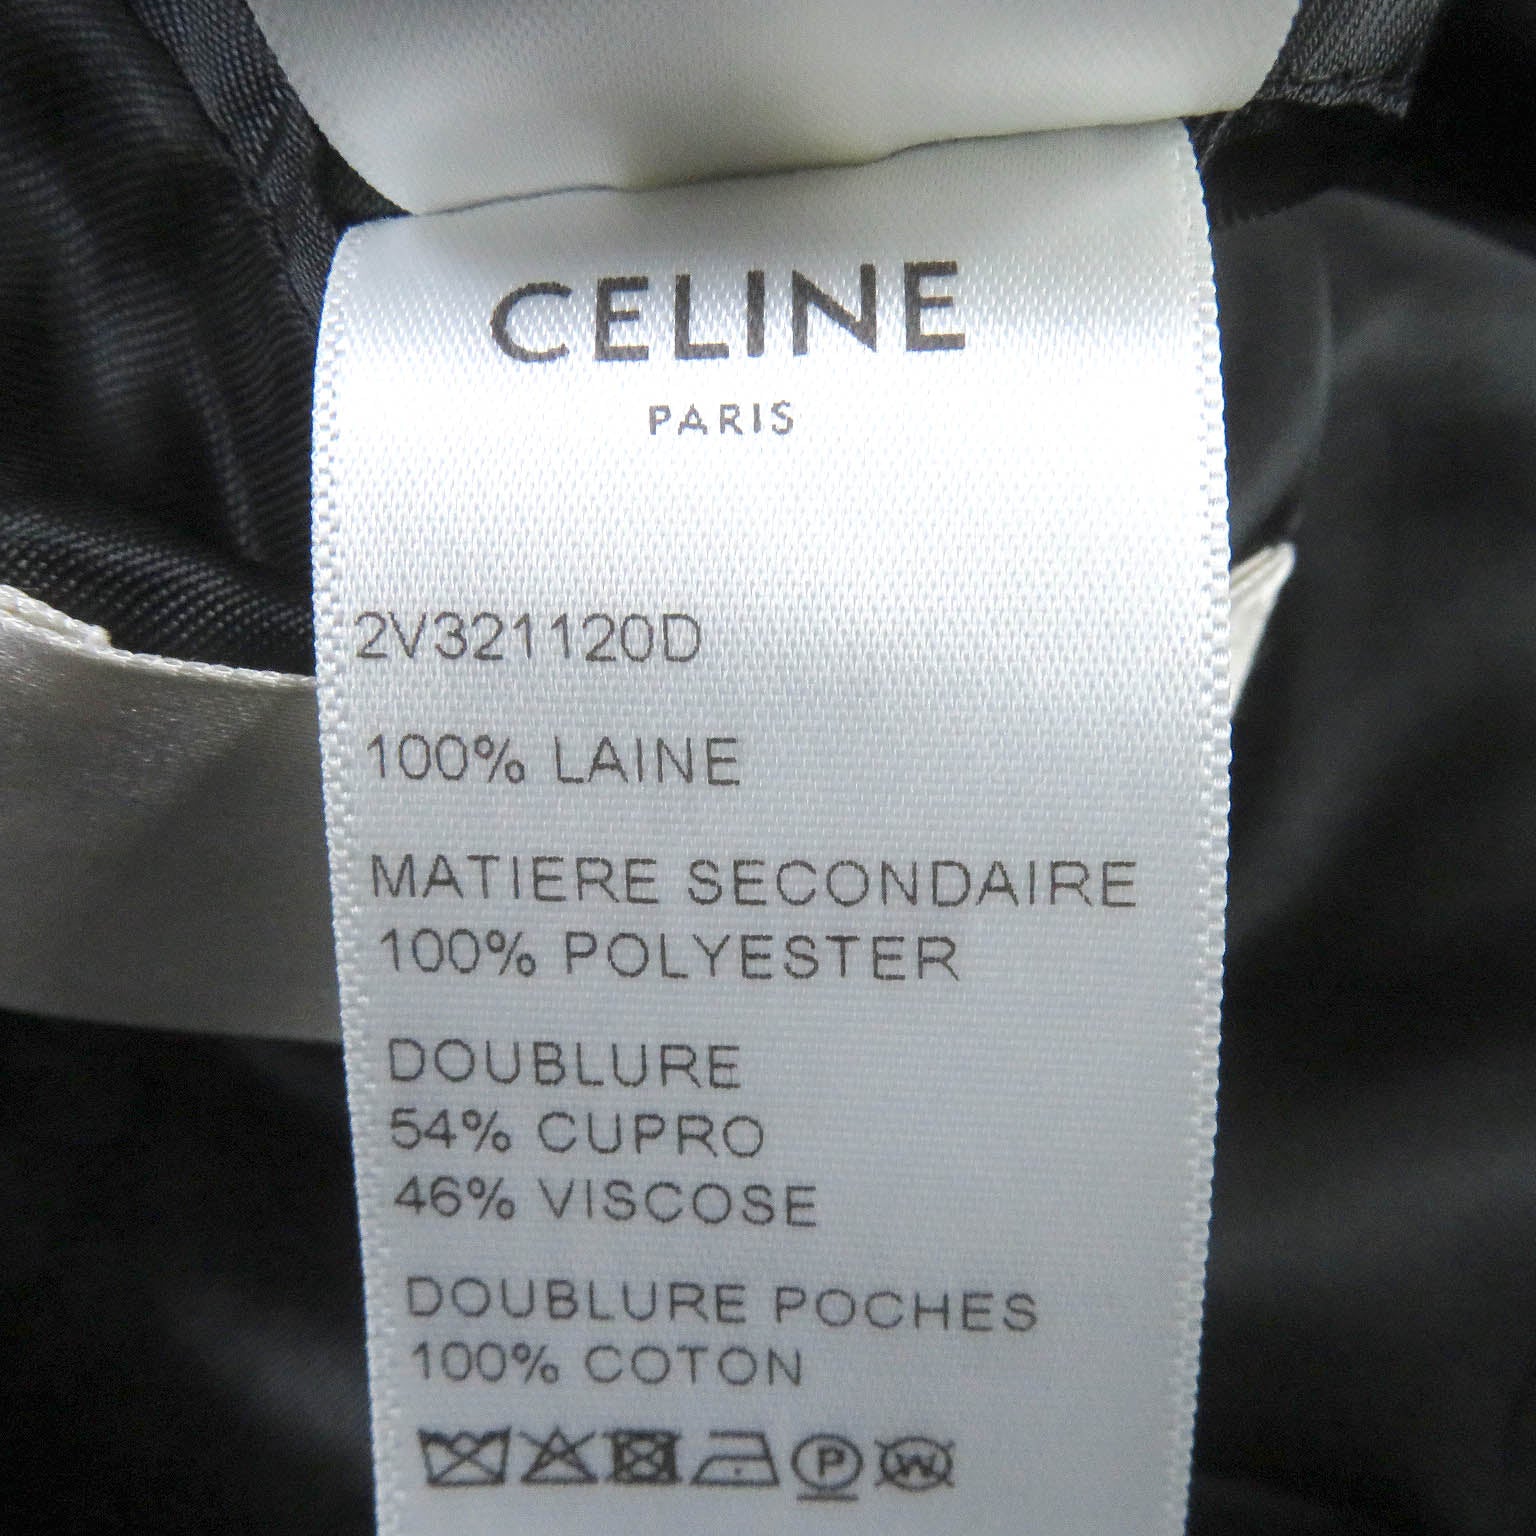 CELINE
PARIS
2V321120D
100% LAINE
MATIERE SECONDAIRE
100% POLYESTER
DOUBLURE
54% CUPRO
46% VISCOSE
DOUBLURE POCHES
100% COTON
P W